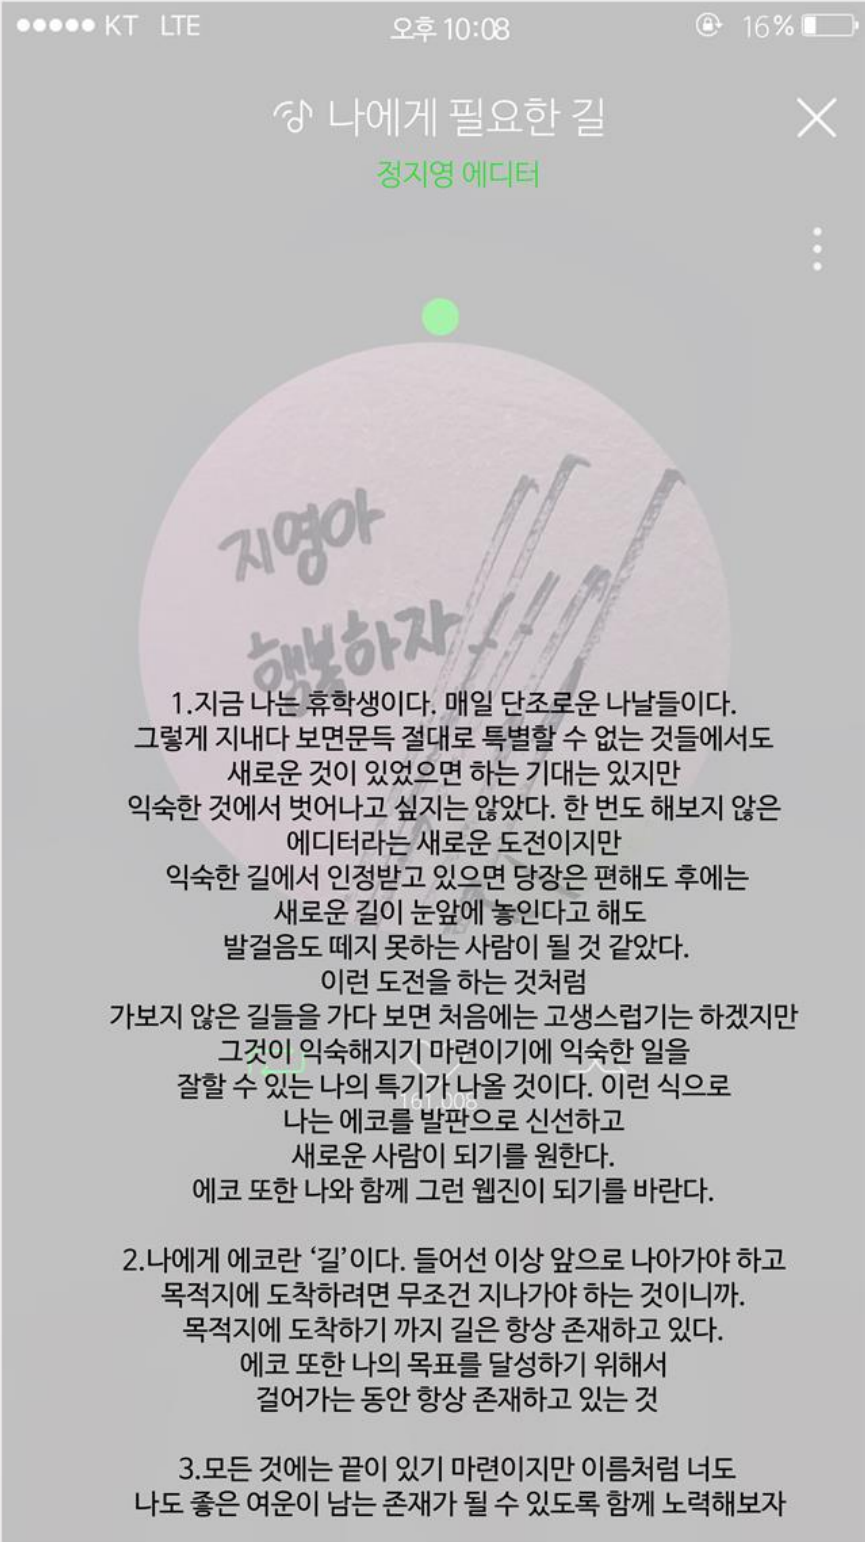 KT LTE 오후 10:08 16%
나에게 필요한 길
정지영 에디터
지영아
행복하자
1.지금 나는 휴학생이다. 매일 단조로운 나날들이다.
그렇게 지내다 보면문득 절대로 특별할 수 없는 것들에서도
새로운 것이 있었으면 하는 기대는 있지만
익숙한 것에서 벗어나고 싶지는 않았다. 한 번도 해보지 않은
에디터라는 새로운 도전이지만
익숙한 길에서 인정받고 있으면 당장은 편해도 후에는
새로운 길이 눈앞에 놓인다고 해도
발걸음도 떼지 못하는 사람이 될 것 같았다.
이런 도전을 하는 것처럼
가보지 않은 길들을 가다 보면 처음에는 고생스럽기는 하겠지만
그것이 익숙해지기 마련이기에 익숙한 일을
잘할 수 있는 나의 특기가 나올 것이다. 이런 식으로
161,008
나는 에코를 발판으로 신선하고
새로운 사람이 되기를 원한다.
에코 또한 나와 함께 그런 웹진이 되기를 바란다.
2.나에게 에코란 ‘길’이다. 들어선 이상 앞으로 나아가야 하고
목적지에 도착하려면 무조건 지나가야 하는 것이니까.
목적지에 도착하기 까지 길은 항상 존재하고 있다.
에코 또한 나의 목표를 달성하기 위해서
걸어가는 동안 항상 존재하고 있는 것
3.모든 것에는 끝이 있기 마련이지만 이름처럼 너도
나도 좋은 여운이 남는 존재가 될 수 있도록 함께 노력해보자